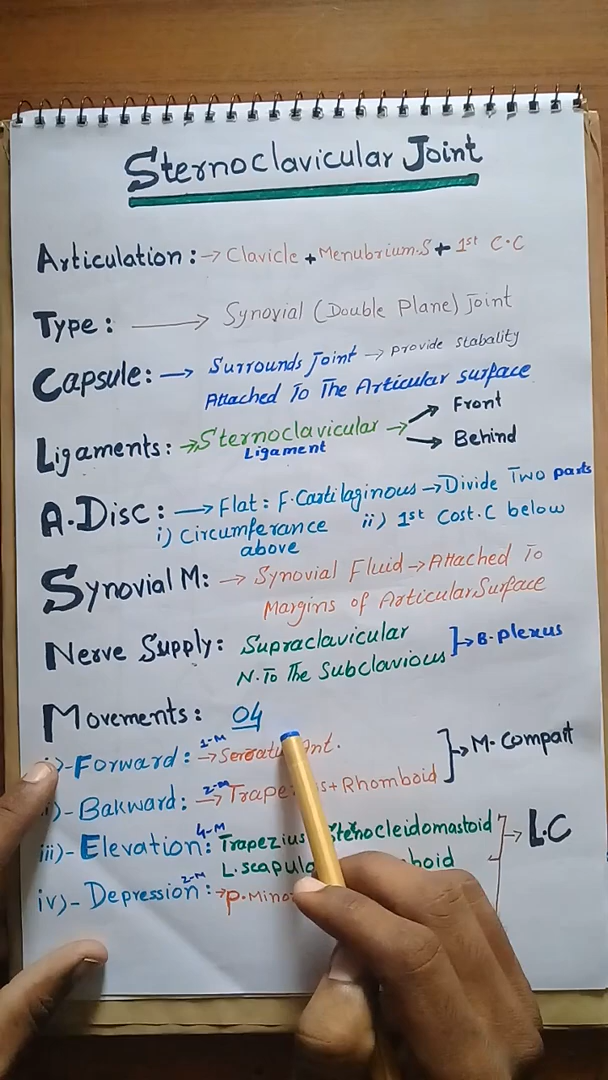 Sternoclavicular Joint
Articulation: → Clavicle + Menubrium.S + 1st C.C
Type: → Synovial (Double Plane) Joint
Capsule: → Surrounds Joint → provide stabality
Attached To The Articular surface
Ligaments: → Sternoclavicular → Front
Ligament → Behind
A.Disc: → Flat: F.Cartilaginous → Divide Two parts
i) Circumferance above ii) 1st Cost.C below
Synovial M: → Synovial Fluid → Attached To
Margins of Articular Surface
Nerve Supply: Supraclavicular
N.To The Subclavious → B.plexus
Movements: 04
i)-Forward: 1-M → Ant. → M-Compatt
)-Bakward: 2-M → + Rhomboid
iii)-Elevation: 4-M Trapezius → L.C
L.scapula
iv)-Depression: 2-M → P.Mino